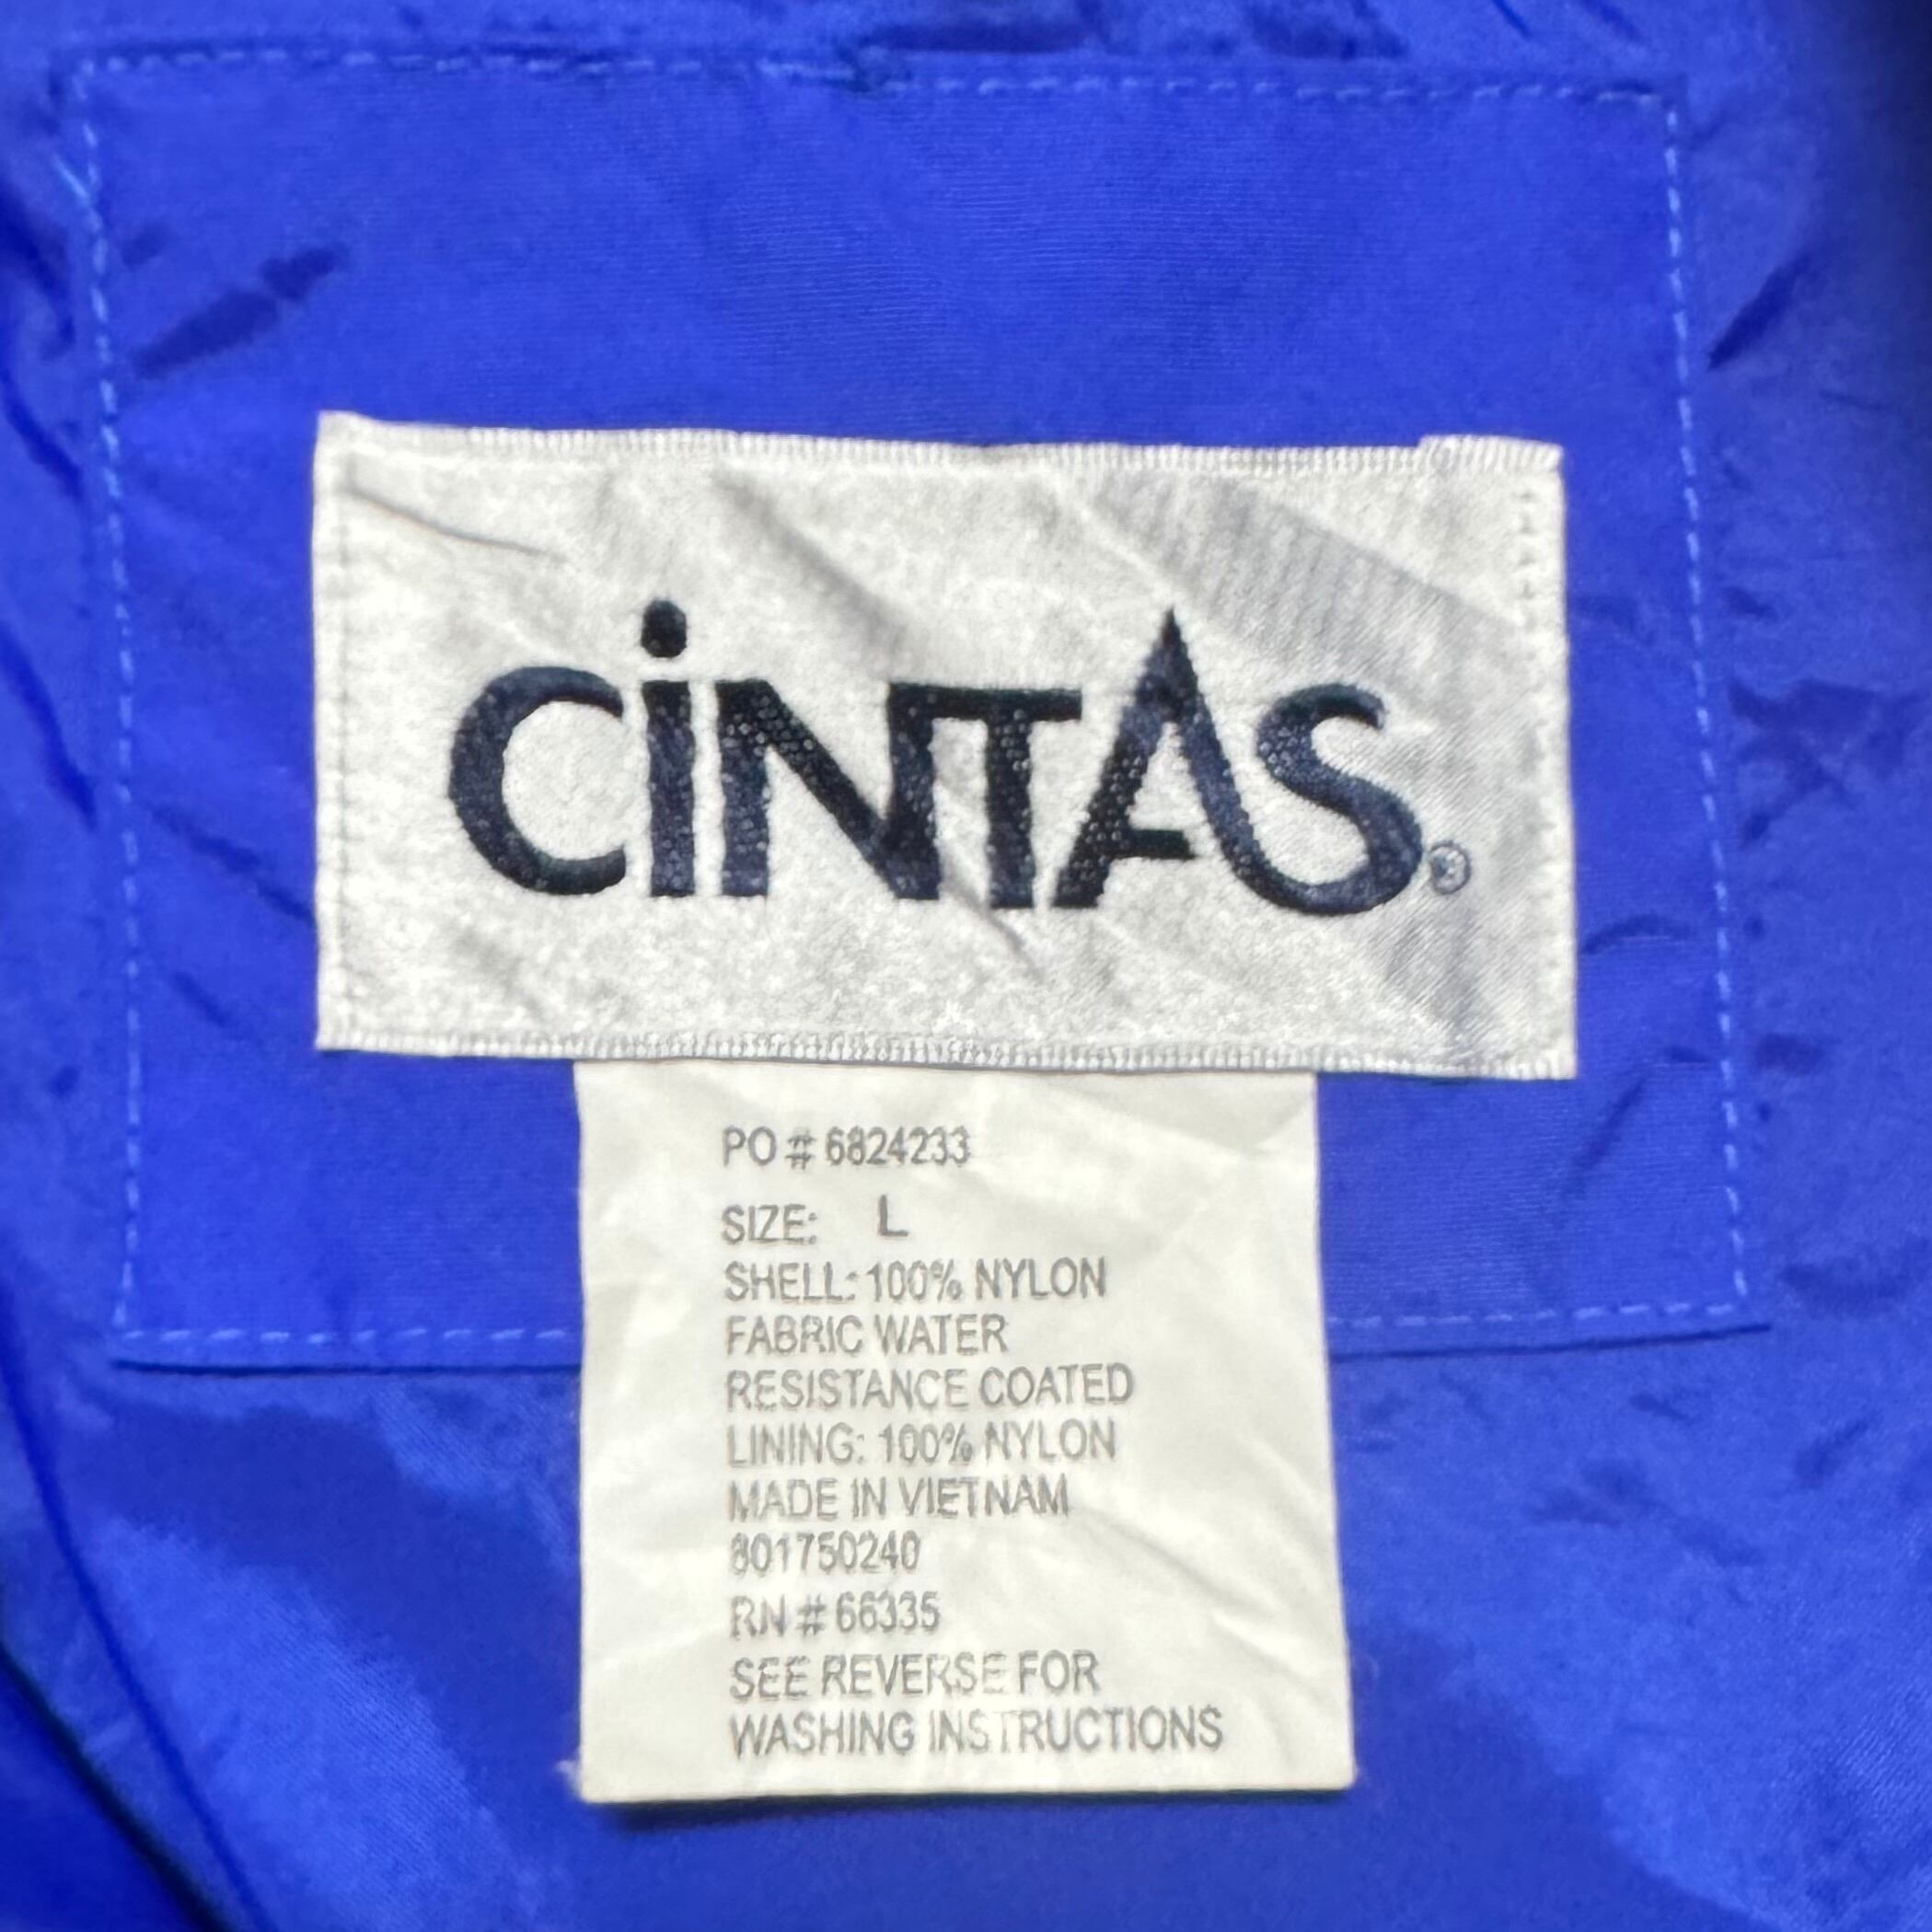 CiNTAS®
PO # 6824233
SIZE: L
SHELL: 100% NYLON
FABRIC WATER
RESISTANCE COATED
LINING: 100% NYLON
MADE IN VIETNAM
801750240
RN # 66335
SEE REVERSE FOR
WASHING INSTRUCTIONS